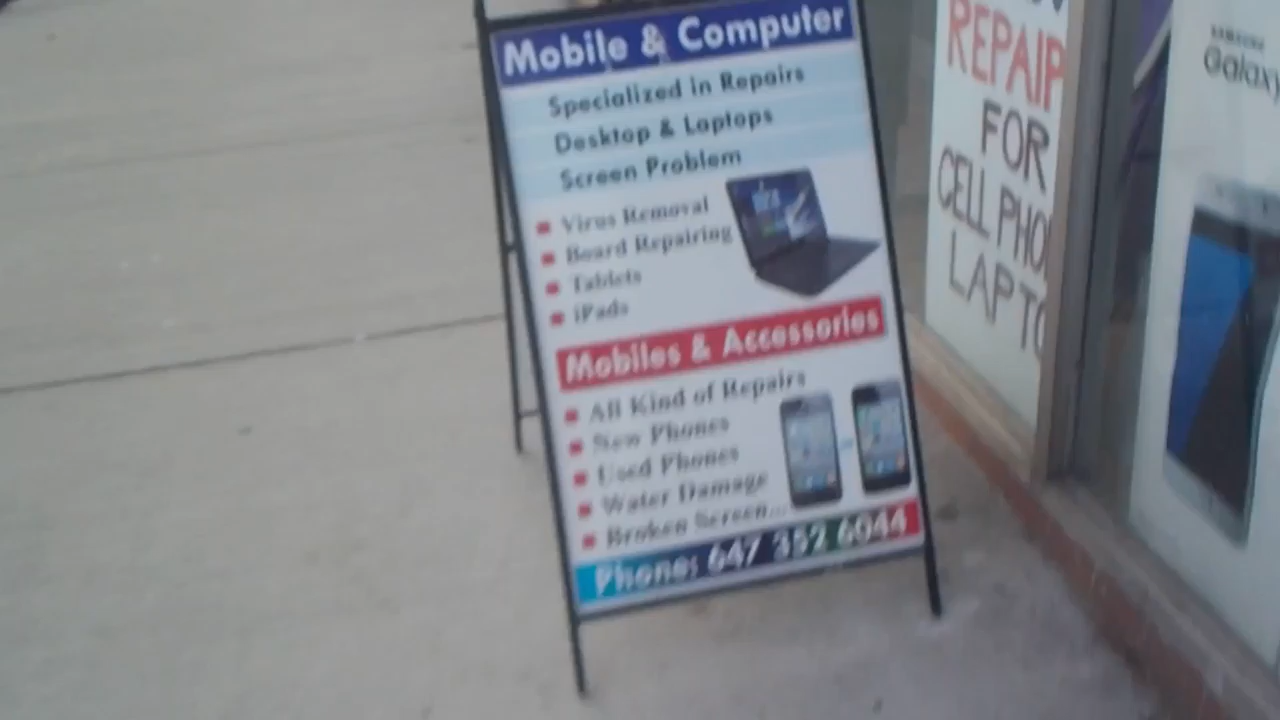 Mobile & Computer
Specialized in Repairs
Desktop & Laptops
Screen Problem
Virus Removal
Board Repairing
Tablets
iPads
Mobiles & Accessories
All Kind of Repairs
New Phones
Used Phones
Water Damage
Broken Screen...
Phone: 647 352 6944
REPAIR
FOR
CELL PHO
LAPTO
SAMSUNG
Galaxy